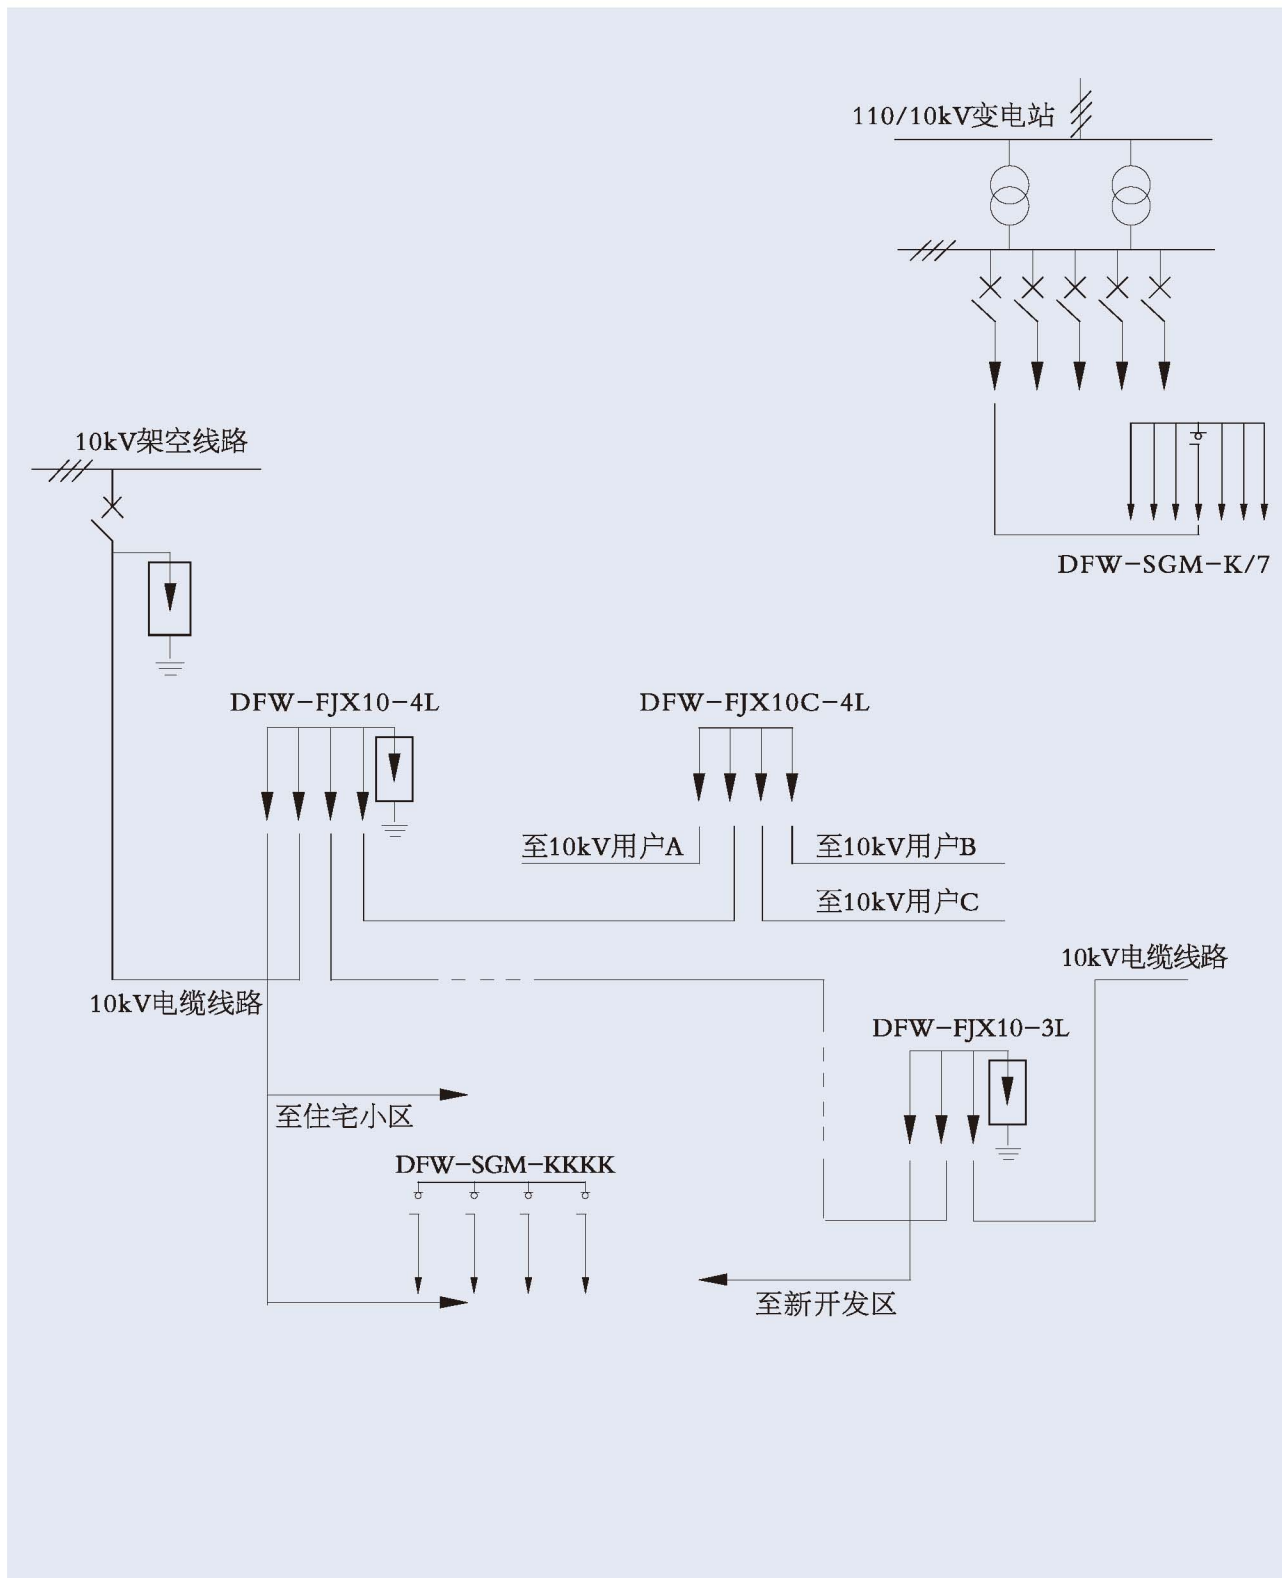 110/10kV变电站
10kV架空线路
DFW-SGM-K/7
DFW-FJX10-4L
DFW-FJX10C-4L
至10kV用户A
至10kV用户B
至10kV用户C
10kV电缆线路
10kV电缆线路
DFW-FJX10-3L
至住宅小区
DFW-SGM-KKKK
至新开发区